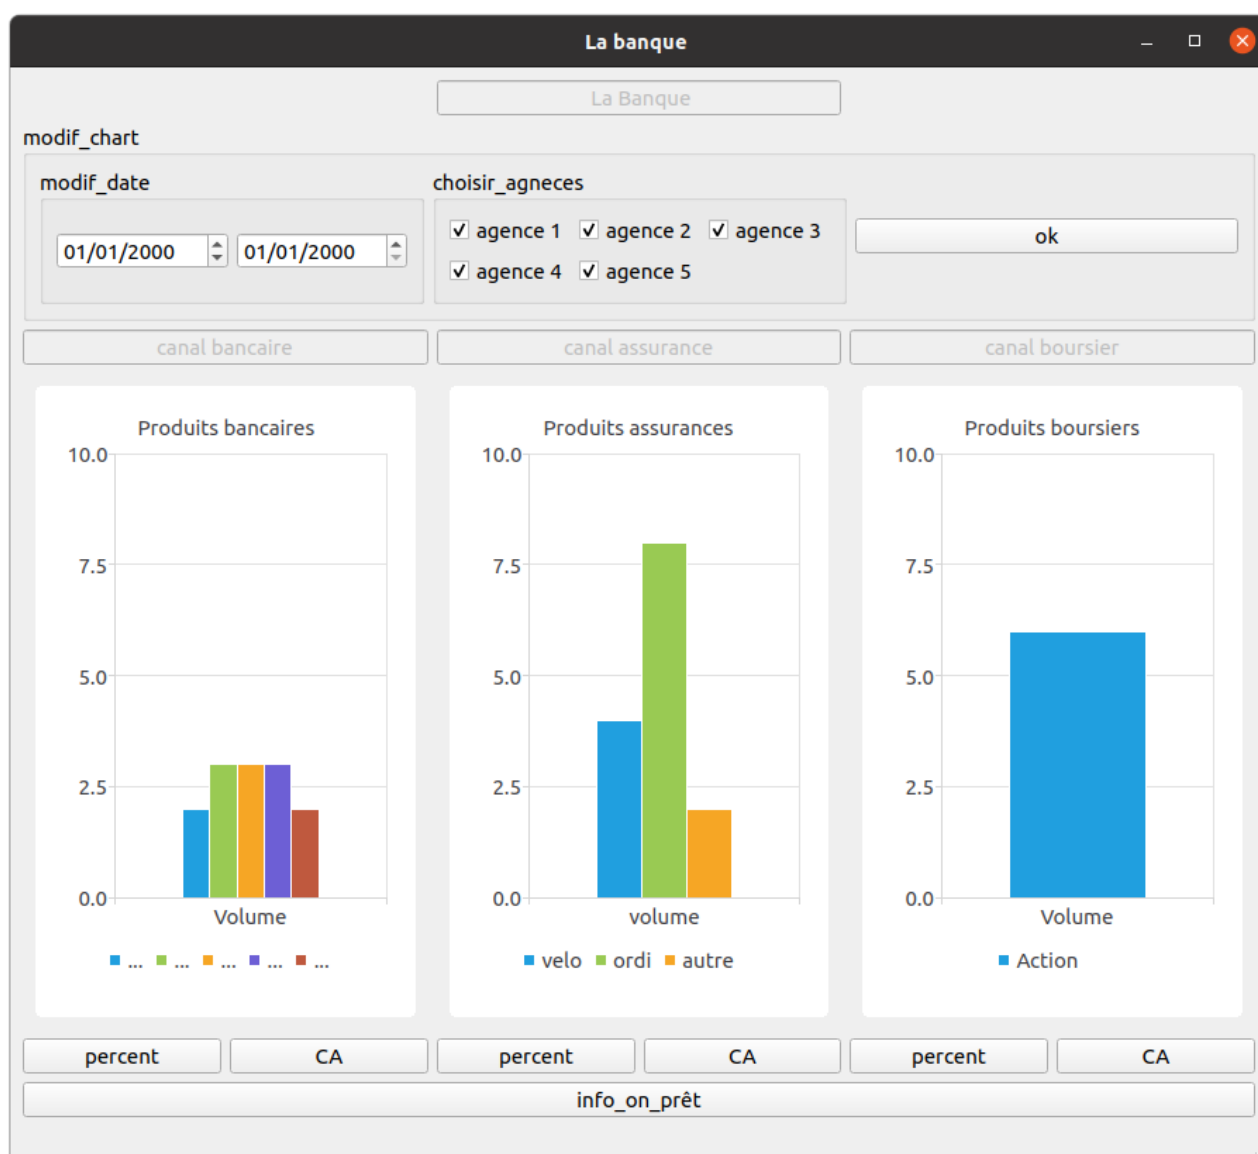 La banque
La Banque
modif_chart
modif_date choisir_agneces
agence 1 agence 2 agence 3
01/01/2000 01/01/2000 ok
agence 4 agence 5
canal bancaire canal assurance canal boursier
Produits bancaires
10.0
7.5
5.0
2.5
0.0
Volume
... ... ... ... ...
Produits assurances
10.0
7.5
5.0
2.5
0.0
volume
velo ordi autre
Produits boursiers
10.0
7.5
5.0
2.5
0.0
Volume
Action
percent CA percent CA percent CA
info_on_prêt